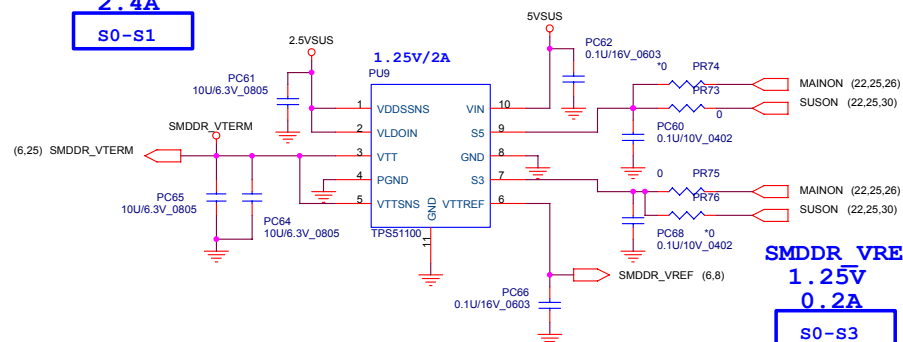 2.4A
S0-S1
5VSUS
2.5VSUS
1.25V/2A
PC62
0.1U/16V_0603
PC61
10U/6.3V_0805
PU9
*0
PR74
MAINON (22,25,26)
PR73
0
SUSON (22,25,30)
1
VDDSSNS
VIN
10
2
VLDOIN
S5
9
PC60
0.1U/10V_0402
SMDDR_VTERM
(6,25) SMDDR_VTERM
3
VTT
GND
8
4
PGND
S3
7
0
PR75
MAINON (22,25,26)
PR76
*0
SUSON (22,25,30)
PC65
10U/6.3V_0805
PC64
10U/6.3V_0805
5
VTTSNS
GND
VTTREF
6
TPS51100
11
PC68
0.1U/10V_0402
SMDDR_VREF (6,8)
PC66
0.1U/16V_0603
SMDDR_VRE
1.25V
0.2A
S0-S3